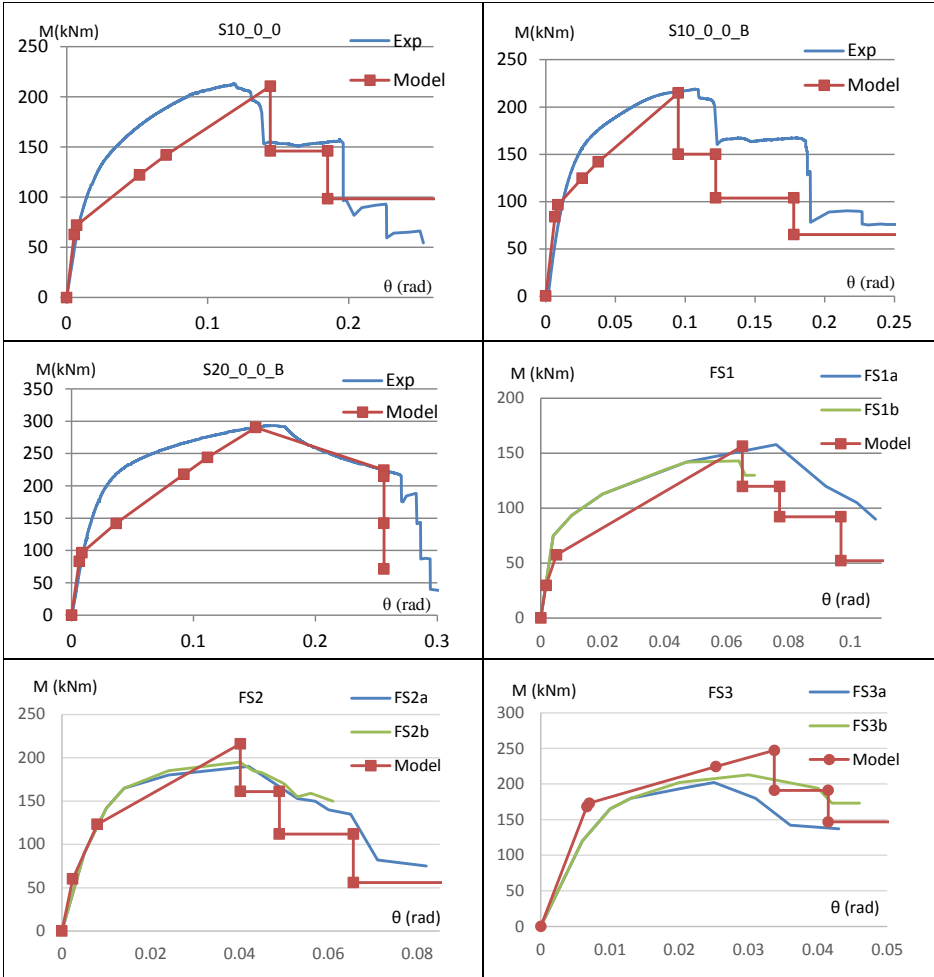 M(kNm)
S10_0_0
Exp
Model
250
200
150
100
50
0
θ (rad)
0
0.1
0.2
M(kNm)
S10_0_0_B
Exp
Model
250
200
150
100
50
0
θ (rad)
0
0.05
0.1
0.15
0.2
0.25
M(kNm)
S20_0_0_B
Exp
Model
350
300
250
200
150
100
50
0
θ (rad)
0
0.1
0.2
0.3
M (kNm)
FS1
FS1a
FS1b
Model
200
150
100
50
0
θ (rad)
0
0.02
0.04
0.06
0.08
0.1
M (kNm)
FS2
FS2a
FS2b
Model
250
200
150
100
50
0
θ (rad)
0
0.02
0.04
0.06
0.08
M (kNm)
FS3
FS3a
FS3b
Model
300
250
200
150
100
50
0
θ (rad)
0
0.01
0.02
0.03
0.04
0.05